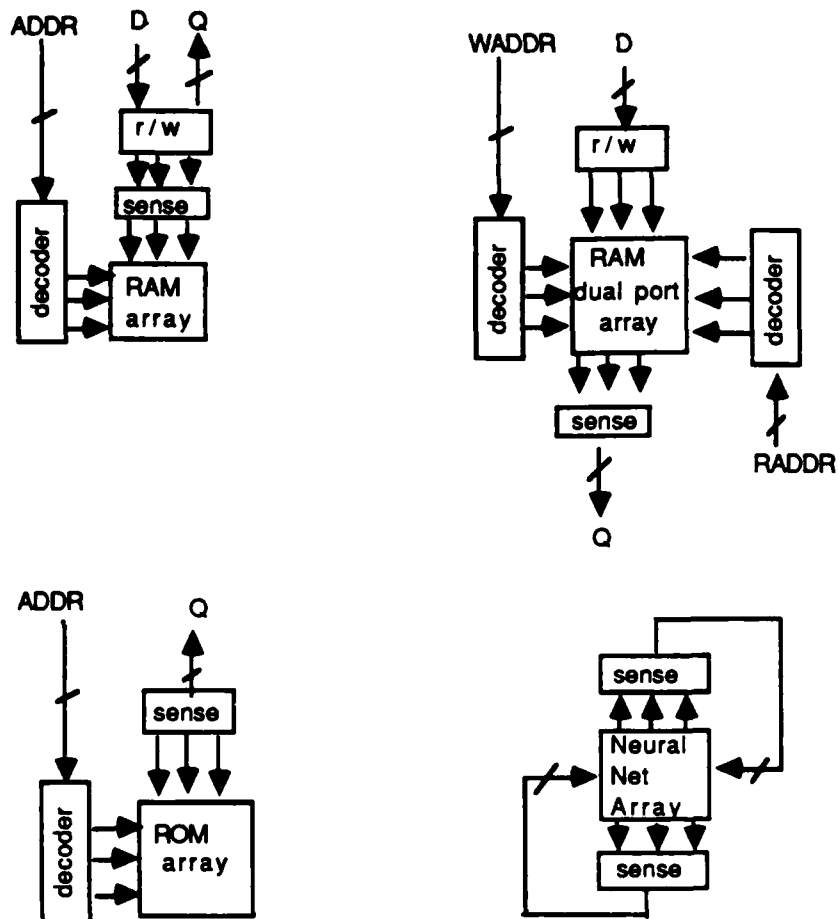 ADDR
D
Q
r/w
sense
decoder
RAM
array
WADDR
D
r/w
decoder
RAM
dual port
array
decoder
sense
RADDR
Q
ADDR
Q
sense
decoder
ROM
array
sense
Neural
Net
Array
sense